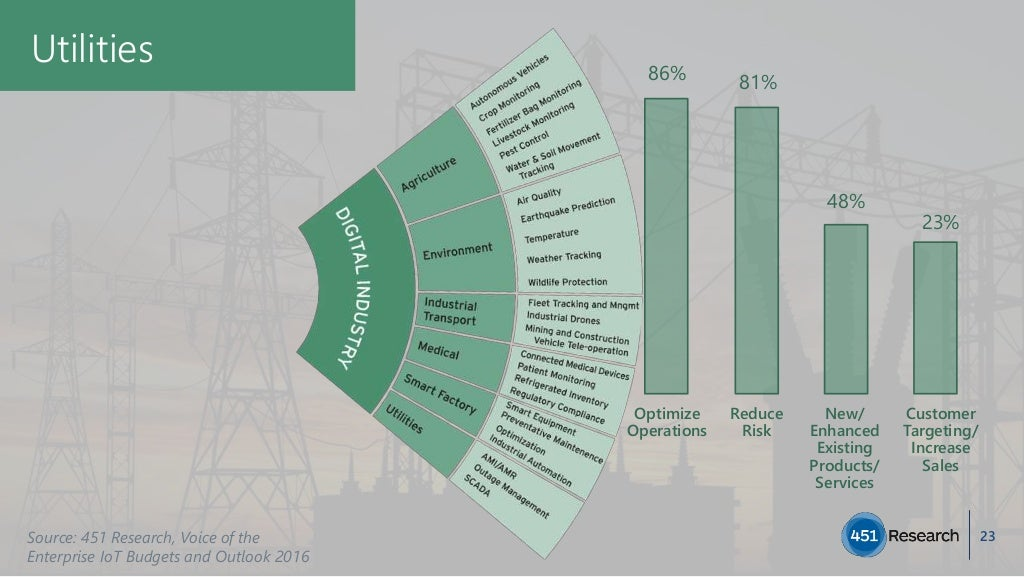 Utilities
DIGITAL INDUSTRY
Agriculture
Autonomous Vehicles
Crop Monitoring
Fertilizer Bag Monitoring
Livestock Monitoring
Pest Control
Water & Soil Movement
Tracking
Environment
Air Quality
Earthquake Prediction
Temperature
Weather Tracking
Wildlife Protection
Industrial
Transport
Fleet Tracking and Mngmt
Industrial Drones
Mining and Construction
Vehicle Tele-operation
Medical
Connected Medical Devices
Patient Monitoring
Refrigerated Inventory
Regulatory Compliance
Smart Factory
Smart Equipment
Preventative Maintenence
Optimization
Industrial Automation
Utilities
AMI/AMR
Outage Management
SCADA
86%
81%
48%
23%
Optimize
Operations
Reduce
Risk
New/
Enhanced
Existing
Products/
Services
Customer
Targeting/
Increase
Sales
Source: 451 Research, Voice of the
Enterprise IoT Budgets and Outlook 2016
451 Research
23